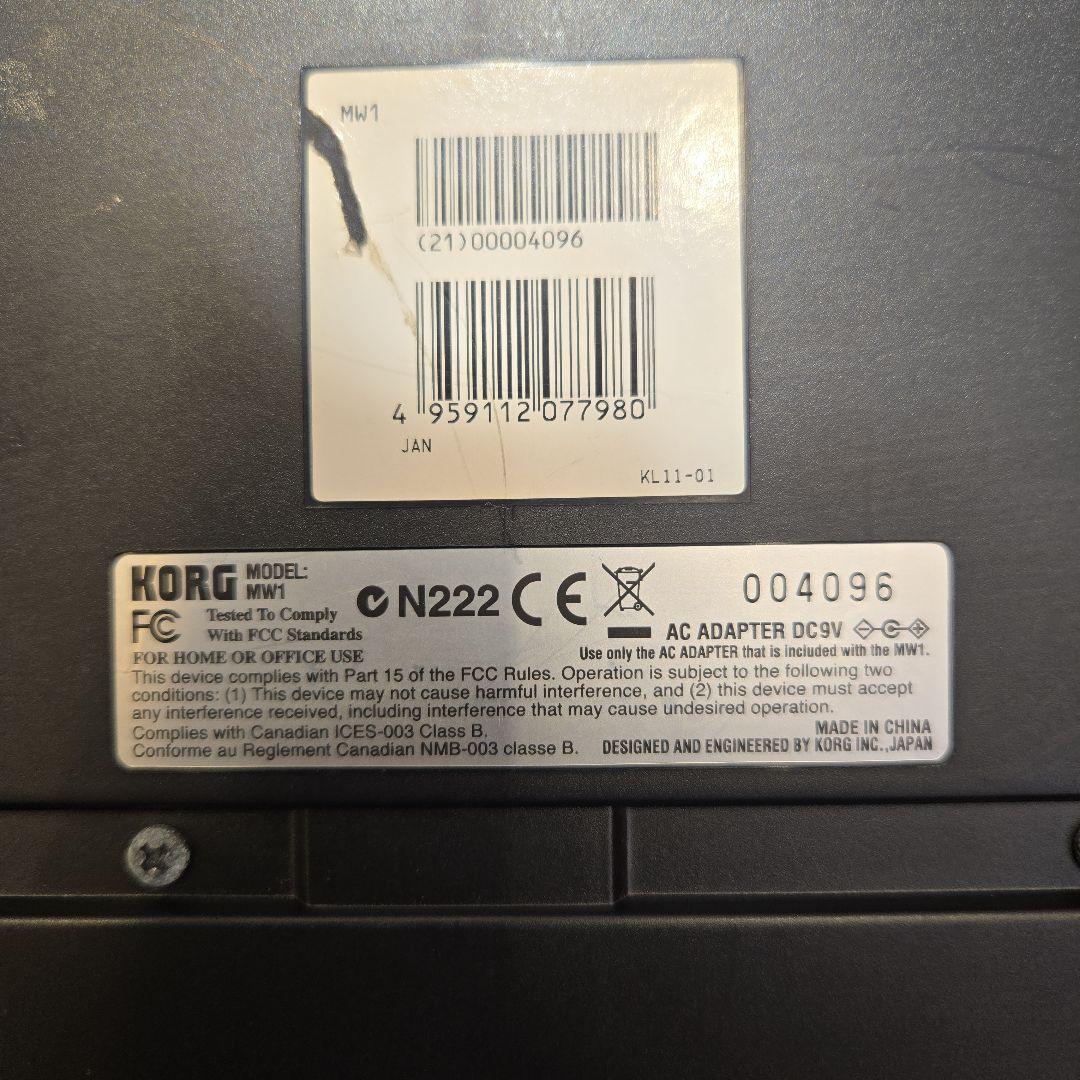 MW1
(21)00004096
4 959112 077980
JAN
KL11-01
KORG MODEL: MW1
FC Tested To Comply With FCC Standards
N222 CE
004096
AC ADAPTER DC9V
FOR HOME OR OFFICE USE
Use only the AC ADAPTER that is included with the MW1.
This device complies with Part 15 of the FCC Rules. Operation is subject to the following two
conditions: (1) This device may not cause harmful interference, and (2) this device must accept
any interference received, including interference that may cause undesired operation.
Complies with Canadian ICES-003 Class B.
Conforme au Reglement Canadian NMB-003 classe B.
MADE IN CHINA
DESIGNED AND ENGINEERED BY KORG INC.,JAPAN